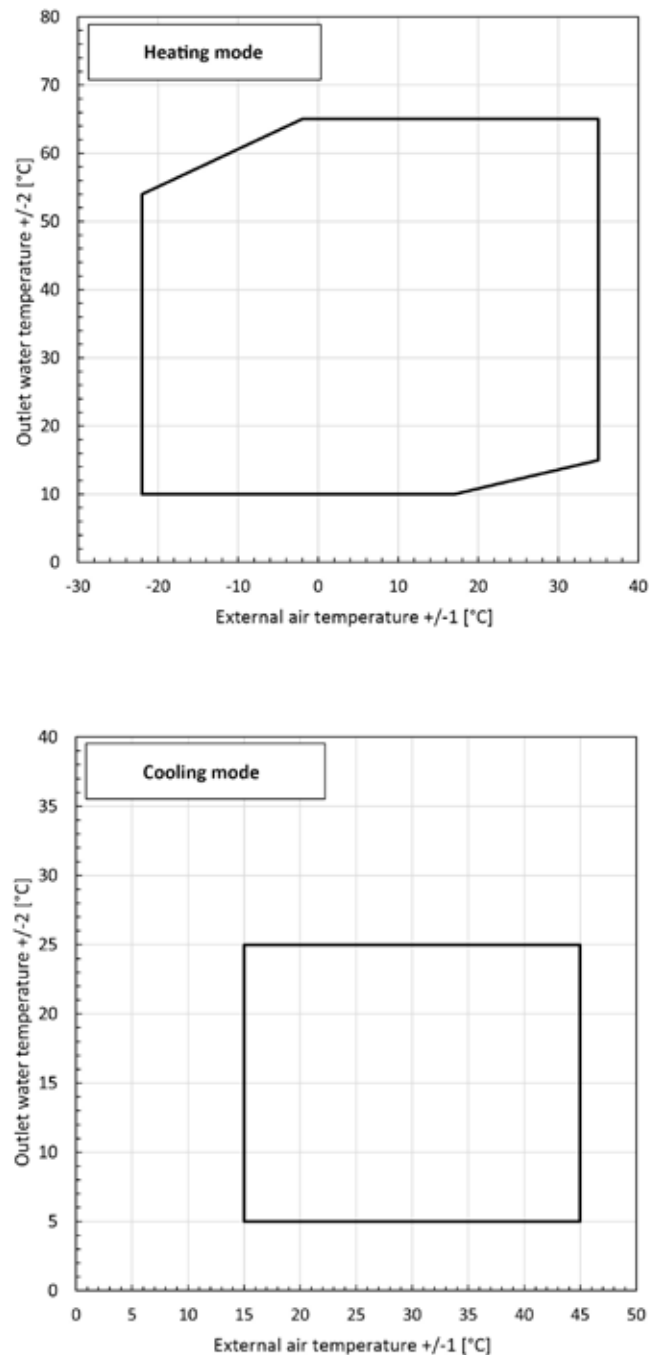 80
Heating mode
70
60
50
40
30
20
10
0
Outlet water temperature +/-2 [°C]
-30 -20 -10 0 10 20 30 40
External air temperature +/-1 [°C]
40
Cooling mode
35
30
25
20
15
10
5
0
Outlet water temperature +/-2 [°C]
0 5 10 15 20 25 30 35 40 45 50
External air temperature +/-1 [°C]